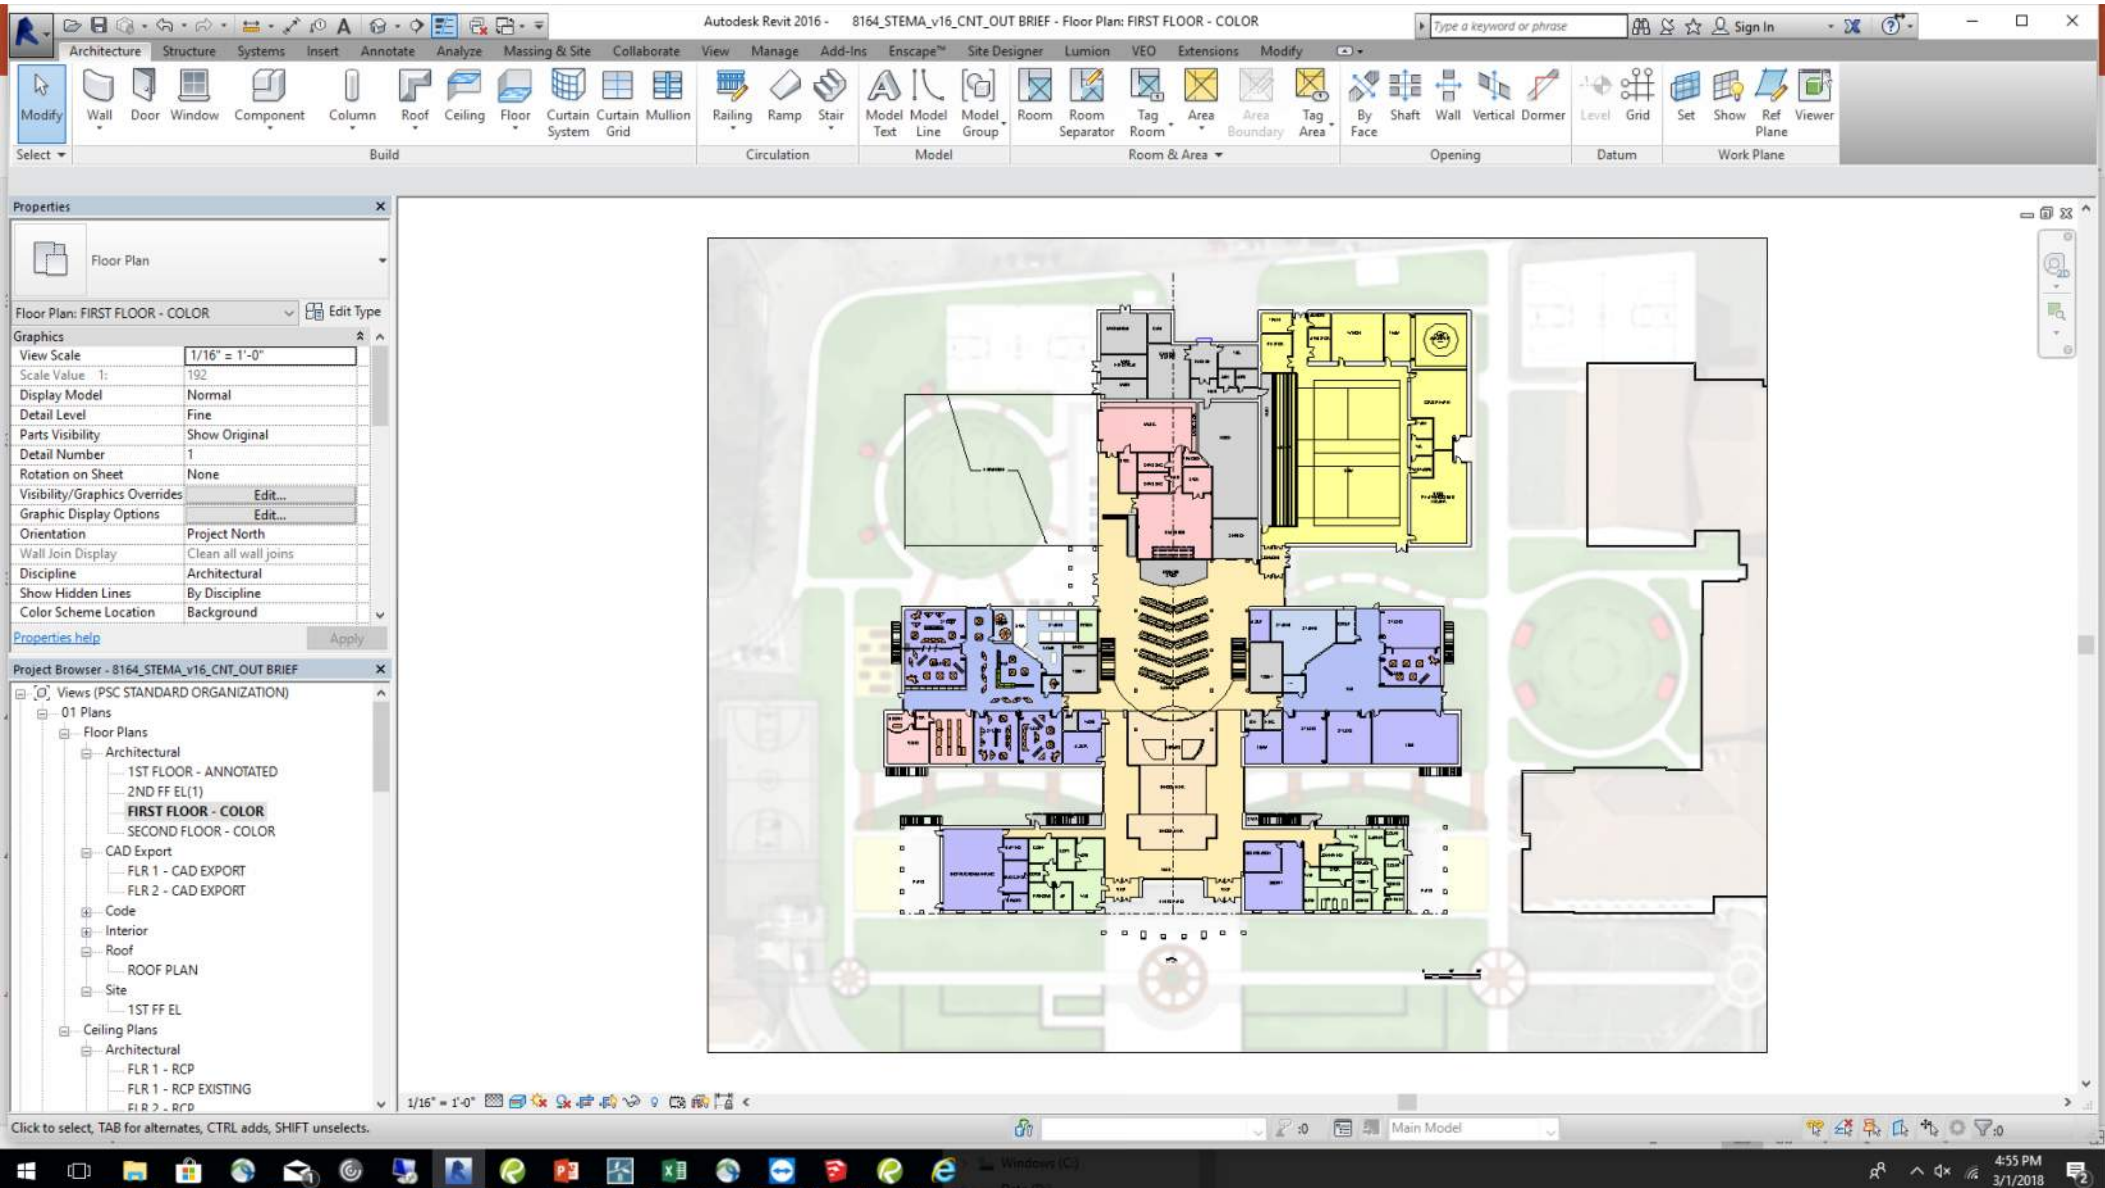 Autodesk Revit 2016 - 8164_STEMA_v16_CNT_OUT BRIEF - Floor Plan: FIRST FLOOR - COLOR
Type a keyword or phrase
Sign In
Architecture Structure Systems Insert Annotate Analyze Massing & Site Collaborate View Manage Add-Ins Enscape™ Site Designer Lumion VEO Extensions Modify
Modify Wall Door Window Component Column Roof Ceiling Floor Curtain System Curtain Grid Mullion Railing Ramp Stair Model Text Model Line Model Group Room Room Separator Tag Room Area Area Boundary Tag Area By Face Shaft Wall Vertical Dormer Level Grid Set Show Ref Plane Viewer
Select Build Circulation Model Room & Area Opening Datum Work Plane
Properties
Floor Plan
Floor Plan: FIRST FLOOR - COLOR Edit Type
Graphics
View Scale 1/16" = 1'-0"
Scale Value 1: 192
Display Model Normal
Detail Level Fine
Parts Visibility Show Original
Detail Number 1
Rotation on Sheet None
Visibility/Graphics Overrides Edit...
Graphic Display Options Edit...
Orientation Project North
Wall Join Display Clean all wall joins
Discipline Architectural
Show Hidden Lines By Discipline
Color Scheme Location Background
Properties help Apply
Project Browser - 8164_STEMA_v16_CNT_OUT BRIEF
Views (PSC STANDARD ORGANIZATION)
01 Plans
Floor Plans
Architectural
1ST FLOOR - ANNOTATED
2ND FF EL(1)
FIRST FLOOR - COLOR
SECOND FLOOR - COLOR
CAD Export
FLR 1 - CAD EXPORT
FLR 2 - CAD EXPORT
Code
Interior
Roof
ROOF PLAN
Site
1ST FF EL
Ceiling Plans
Architectural
FLR 1 - RCP
FLR 1 - RCP EXISTING
FLR 2 - RCP
1/16" = 1'-0"
Click to select, TAB for alternates, CTRL adds, SHIFT unselects.
:0
Main Model
:0
Windows (C:)
4:55 PM
3/1/2018